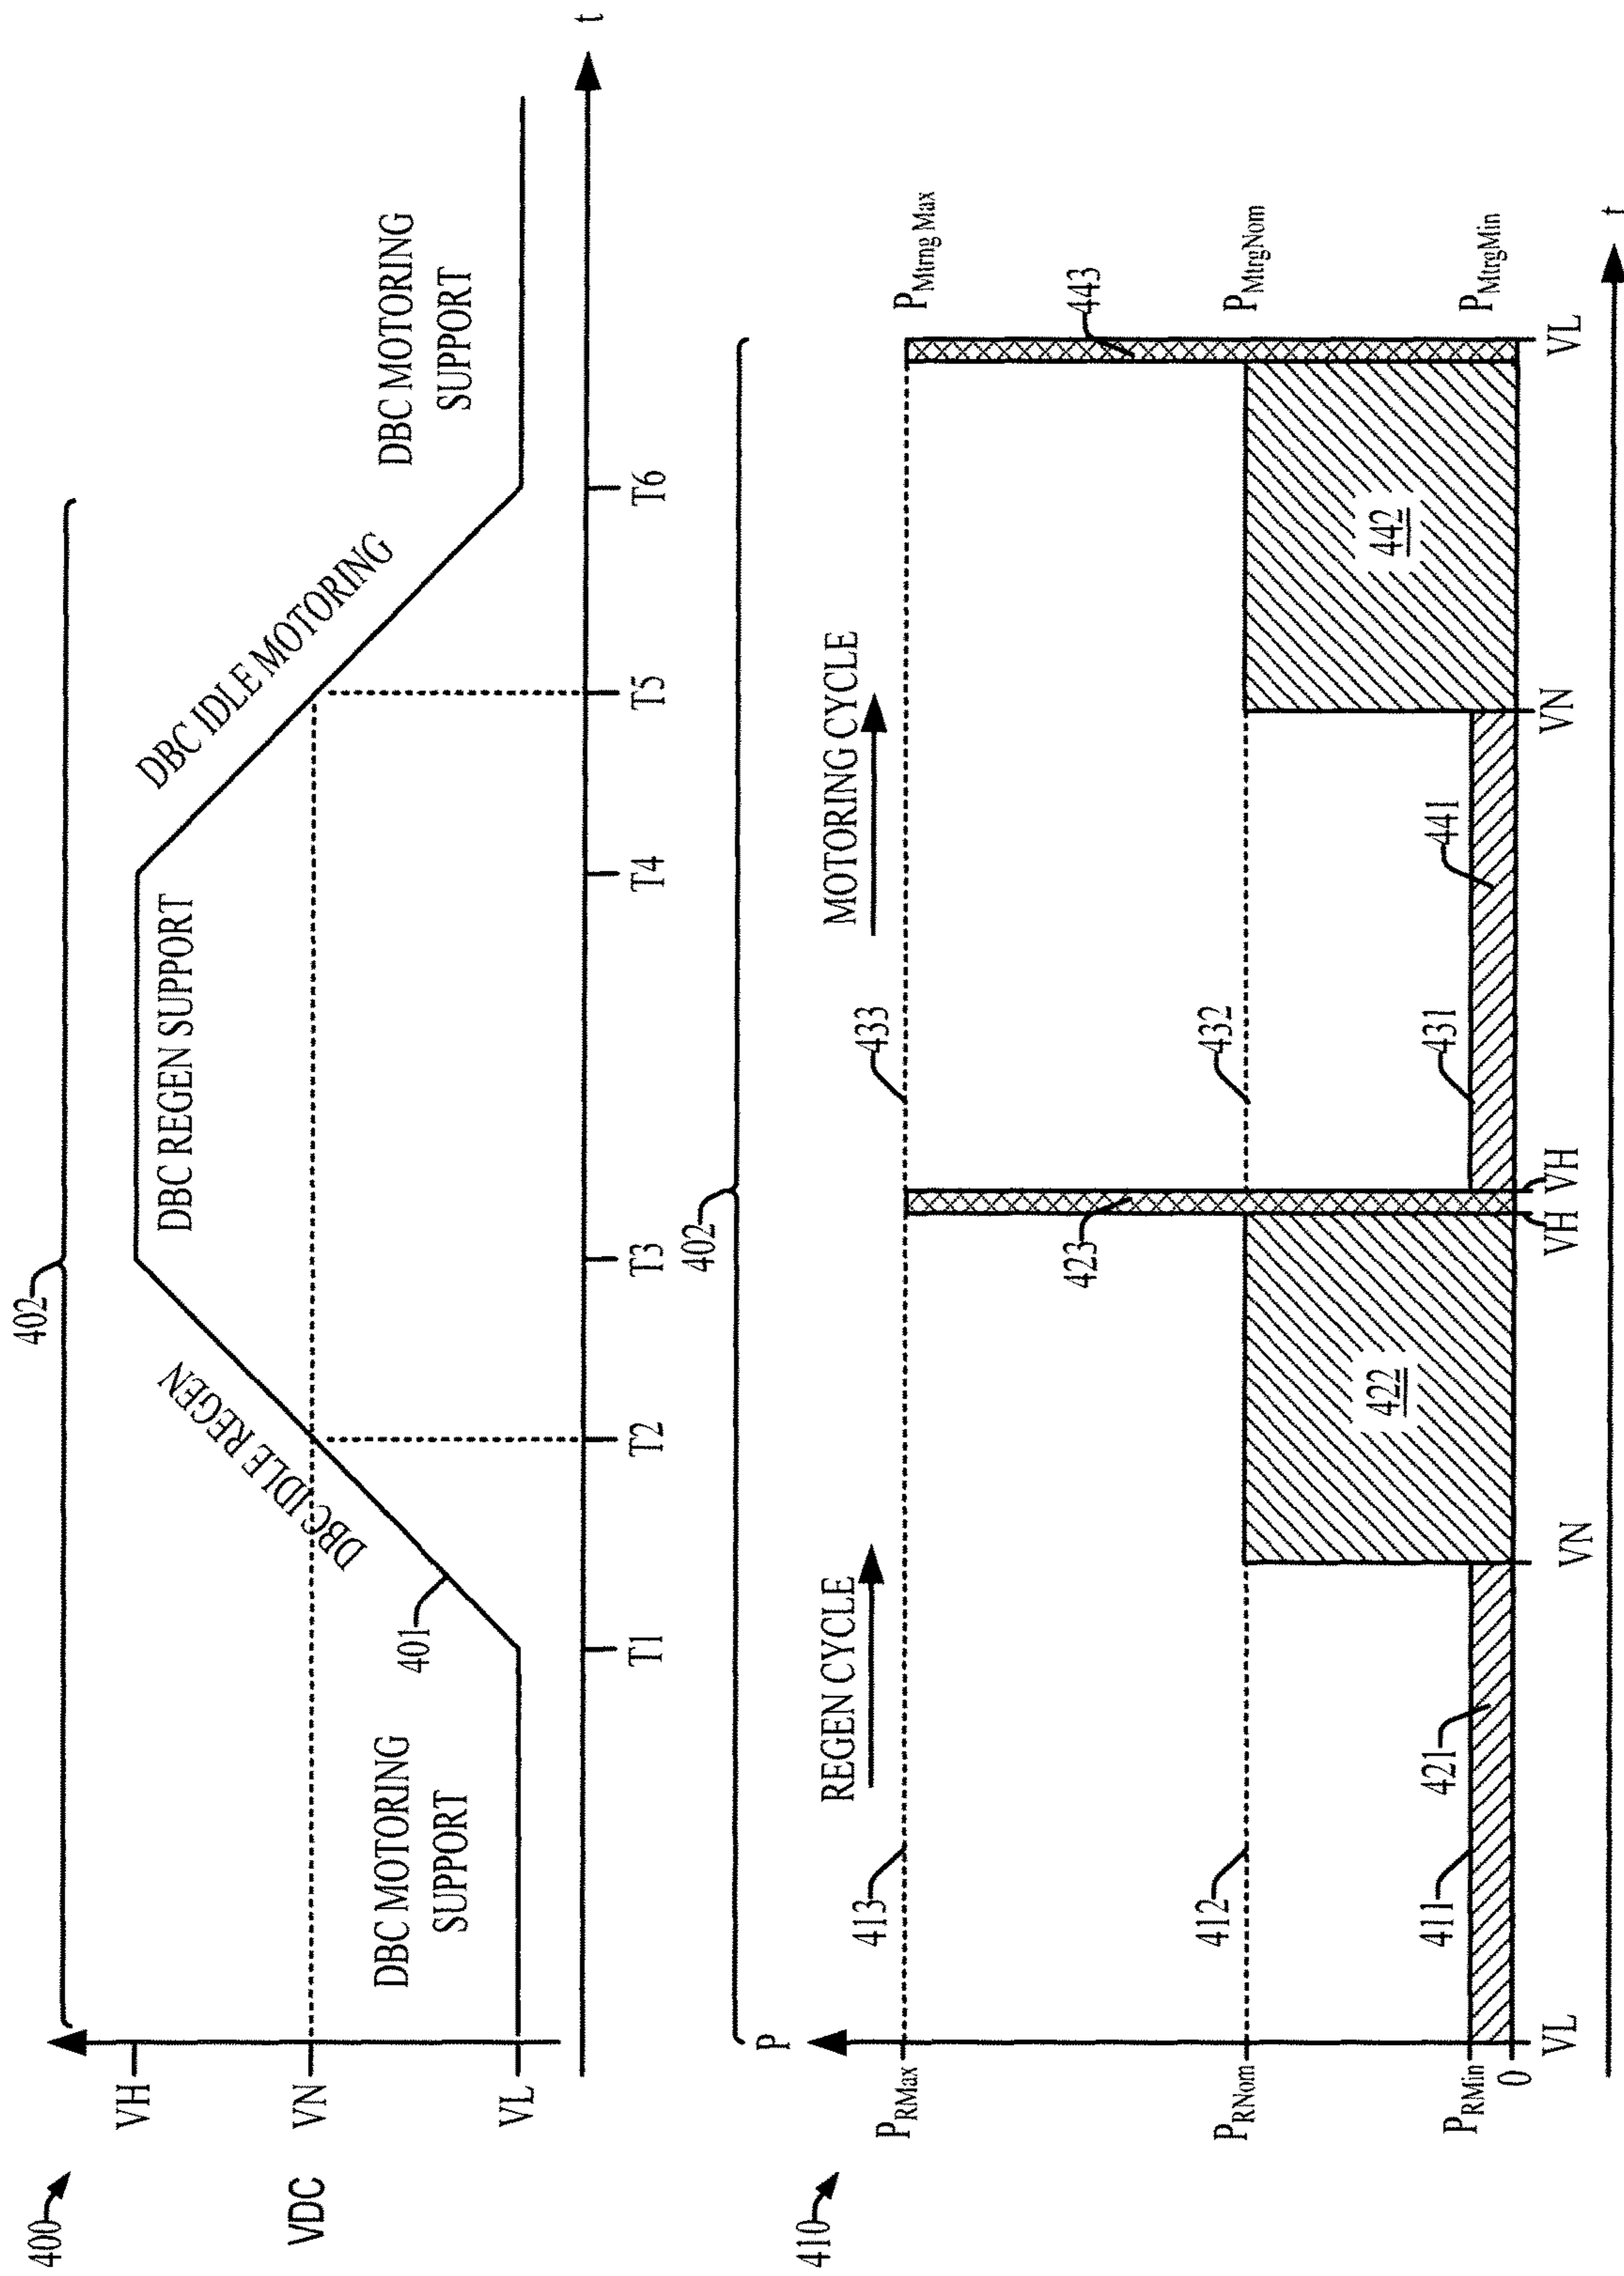 400
402
VH
VN
VL
VDC
DBC MOTORING
SUPPORT
401
DBC IDLE REGEN
DBC REGEN SUPPORT
DBC IDLE MOTORING
DBC MOTORING
SUPPORT
T1
T2
T3
T4
T5
T6
t
410
402
P
REGEN CYCLE
MOTORING CYCLE
PRMax
413
433
PMtrng Max
PRNom
412
423
432
443
PMtrgNom
PRMin
411
421
422
431
441
442
PMtrgMin
0
VL
VN
VH
VH
VN
VL
t